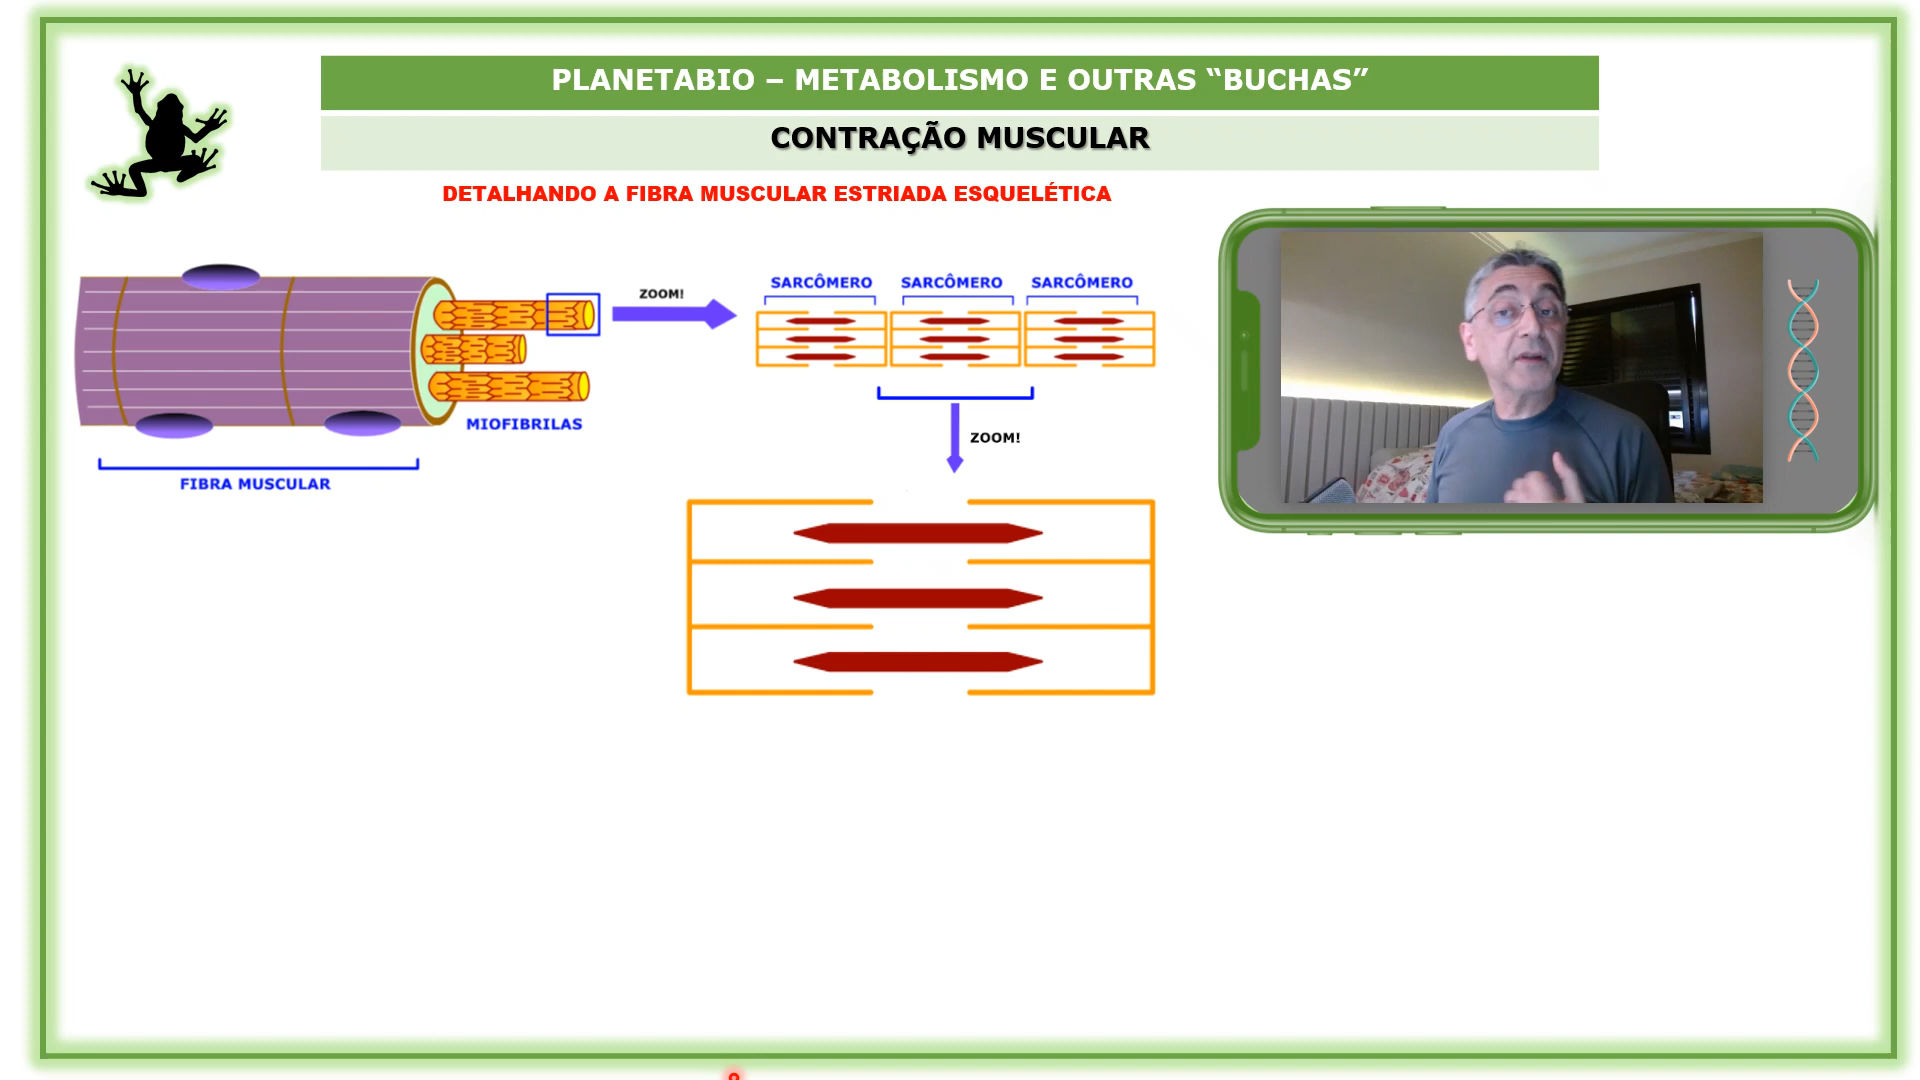 PLANETABIO – METABOLISMO E OUTRAS “BUCHAS”
CONTRAÇÃO MUSCULAR
DETALHANDO A FIBRA MUSCULAR ESTRIADA ESQUELÉTICA
ZOOM!
SARCÔMERO SARCÔMERO SARCÔMERO
MIOFIBRILAS
ZOOM!
FIBRA MUSCULAR